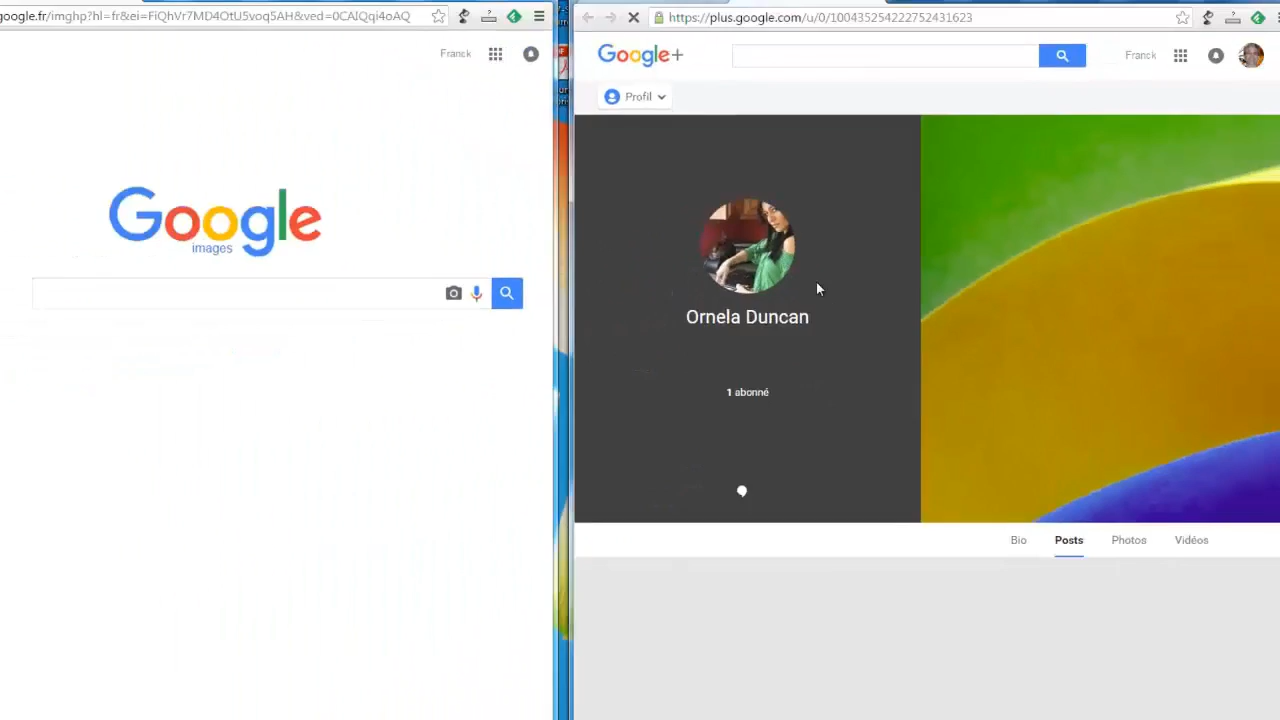 google.fr/imghp?hl=fr&ei=FiQhVr7MD4OtU5voq5AH&ved=0CAIQqi4oAQ
Franck
Google
images
https://plus.google.com/u/0/100435254222752431623
Google+
Franck
Profil
Ornela Duncan
1 abonné
Bio
Posts
Photos
Vidéos